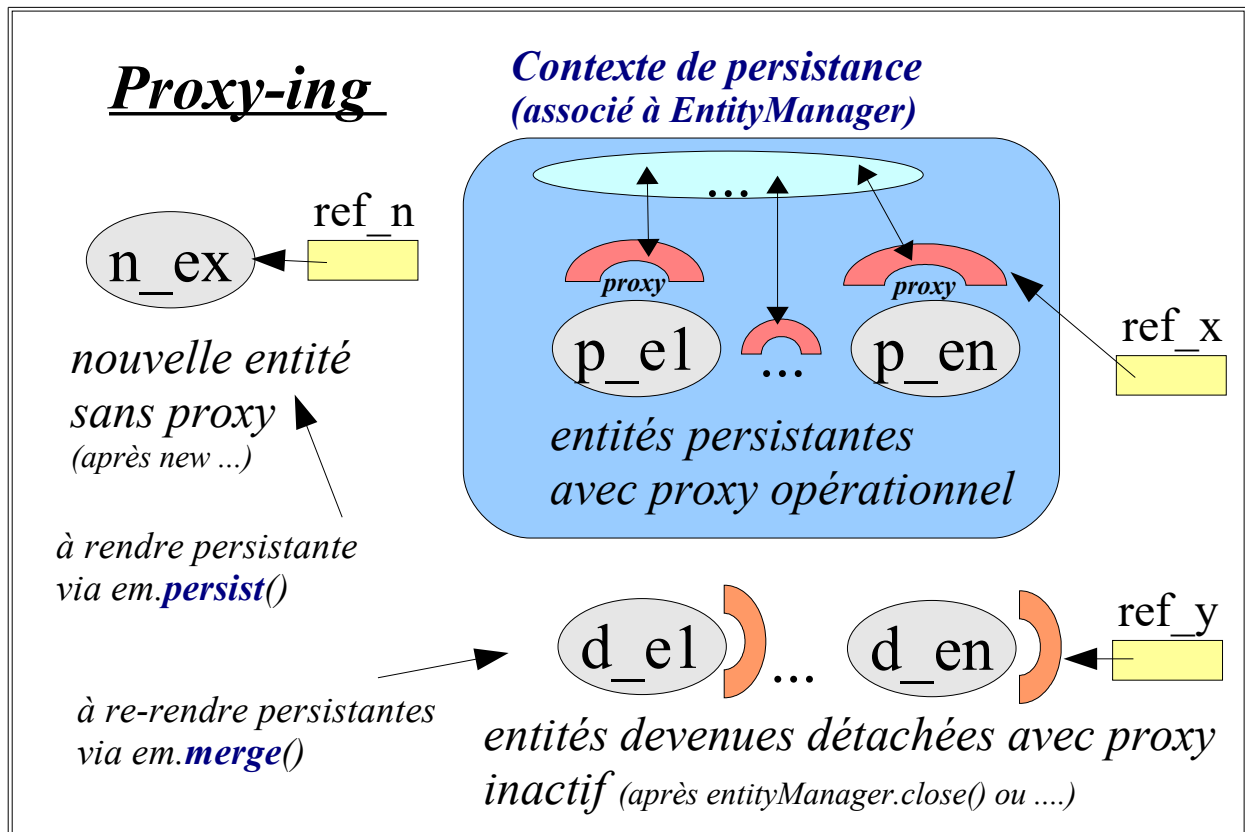 Proxy-ing
Contexte de persistance
(associé à EntityManager)
...
ref_n
n_ex
proxy
proxy
p_e1
...
p_en
ref_x
nouvelle entité
sans proxy
(après new ...)
entités persistantes
avec proxy opérationnel
à rendre persistante
via em.persist()
d_e1
...
d_en
ref_y
à re-rendre persistantes
via em.merge()
entités devenues détachées avec proxy
inactif (après entityManager.close() ou ....)